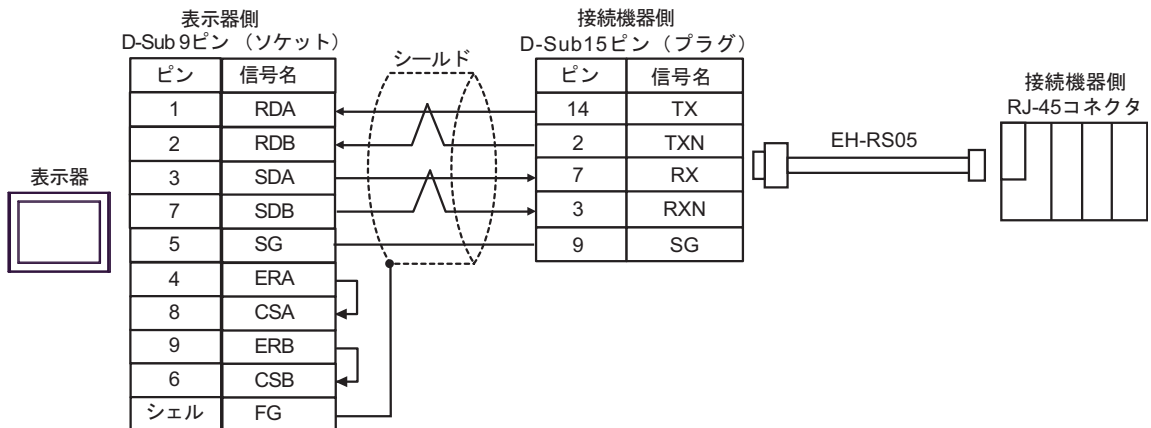 表示器側
D-Sub 9ピン （ソケット）
ピン 信号名
1 RDA
2 RDB
3 SDA
7 SDB
5 SG
4 ERA
8 CSA
9 ERB
6 CSB
シェル FG
表示器
シールド
接続機器側
D-Sub15ピン （プラグ）
ピン 信号名
14 TX
2 TXN
7 RX
3 RXN
9 SG
EH-RS05
接続機器側
RJ-45コネクタ